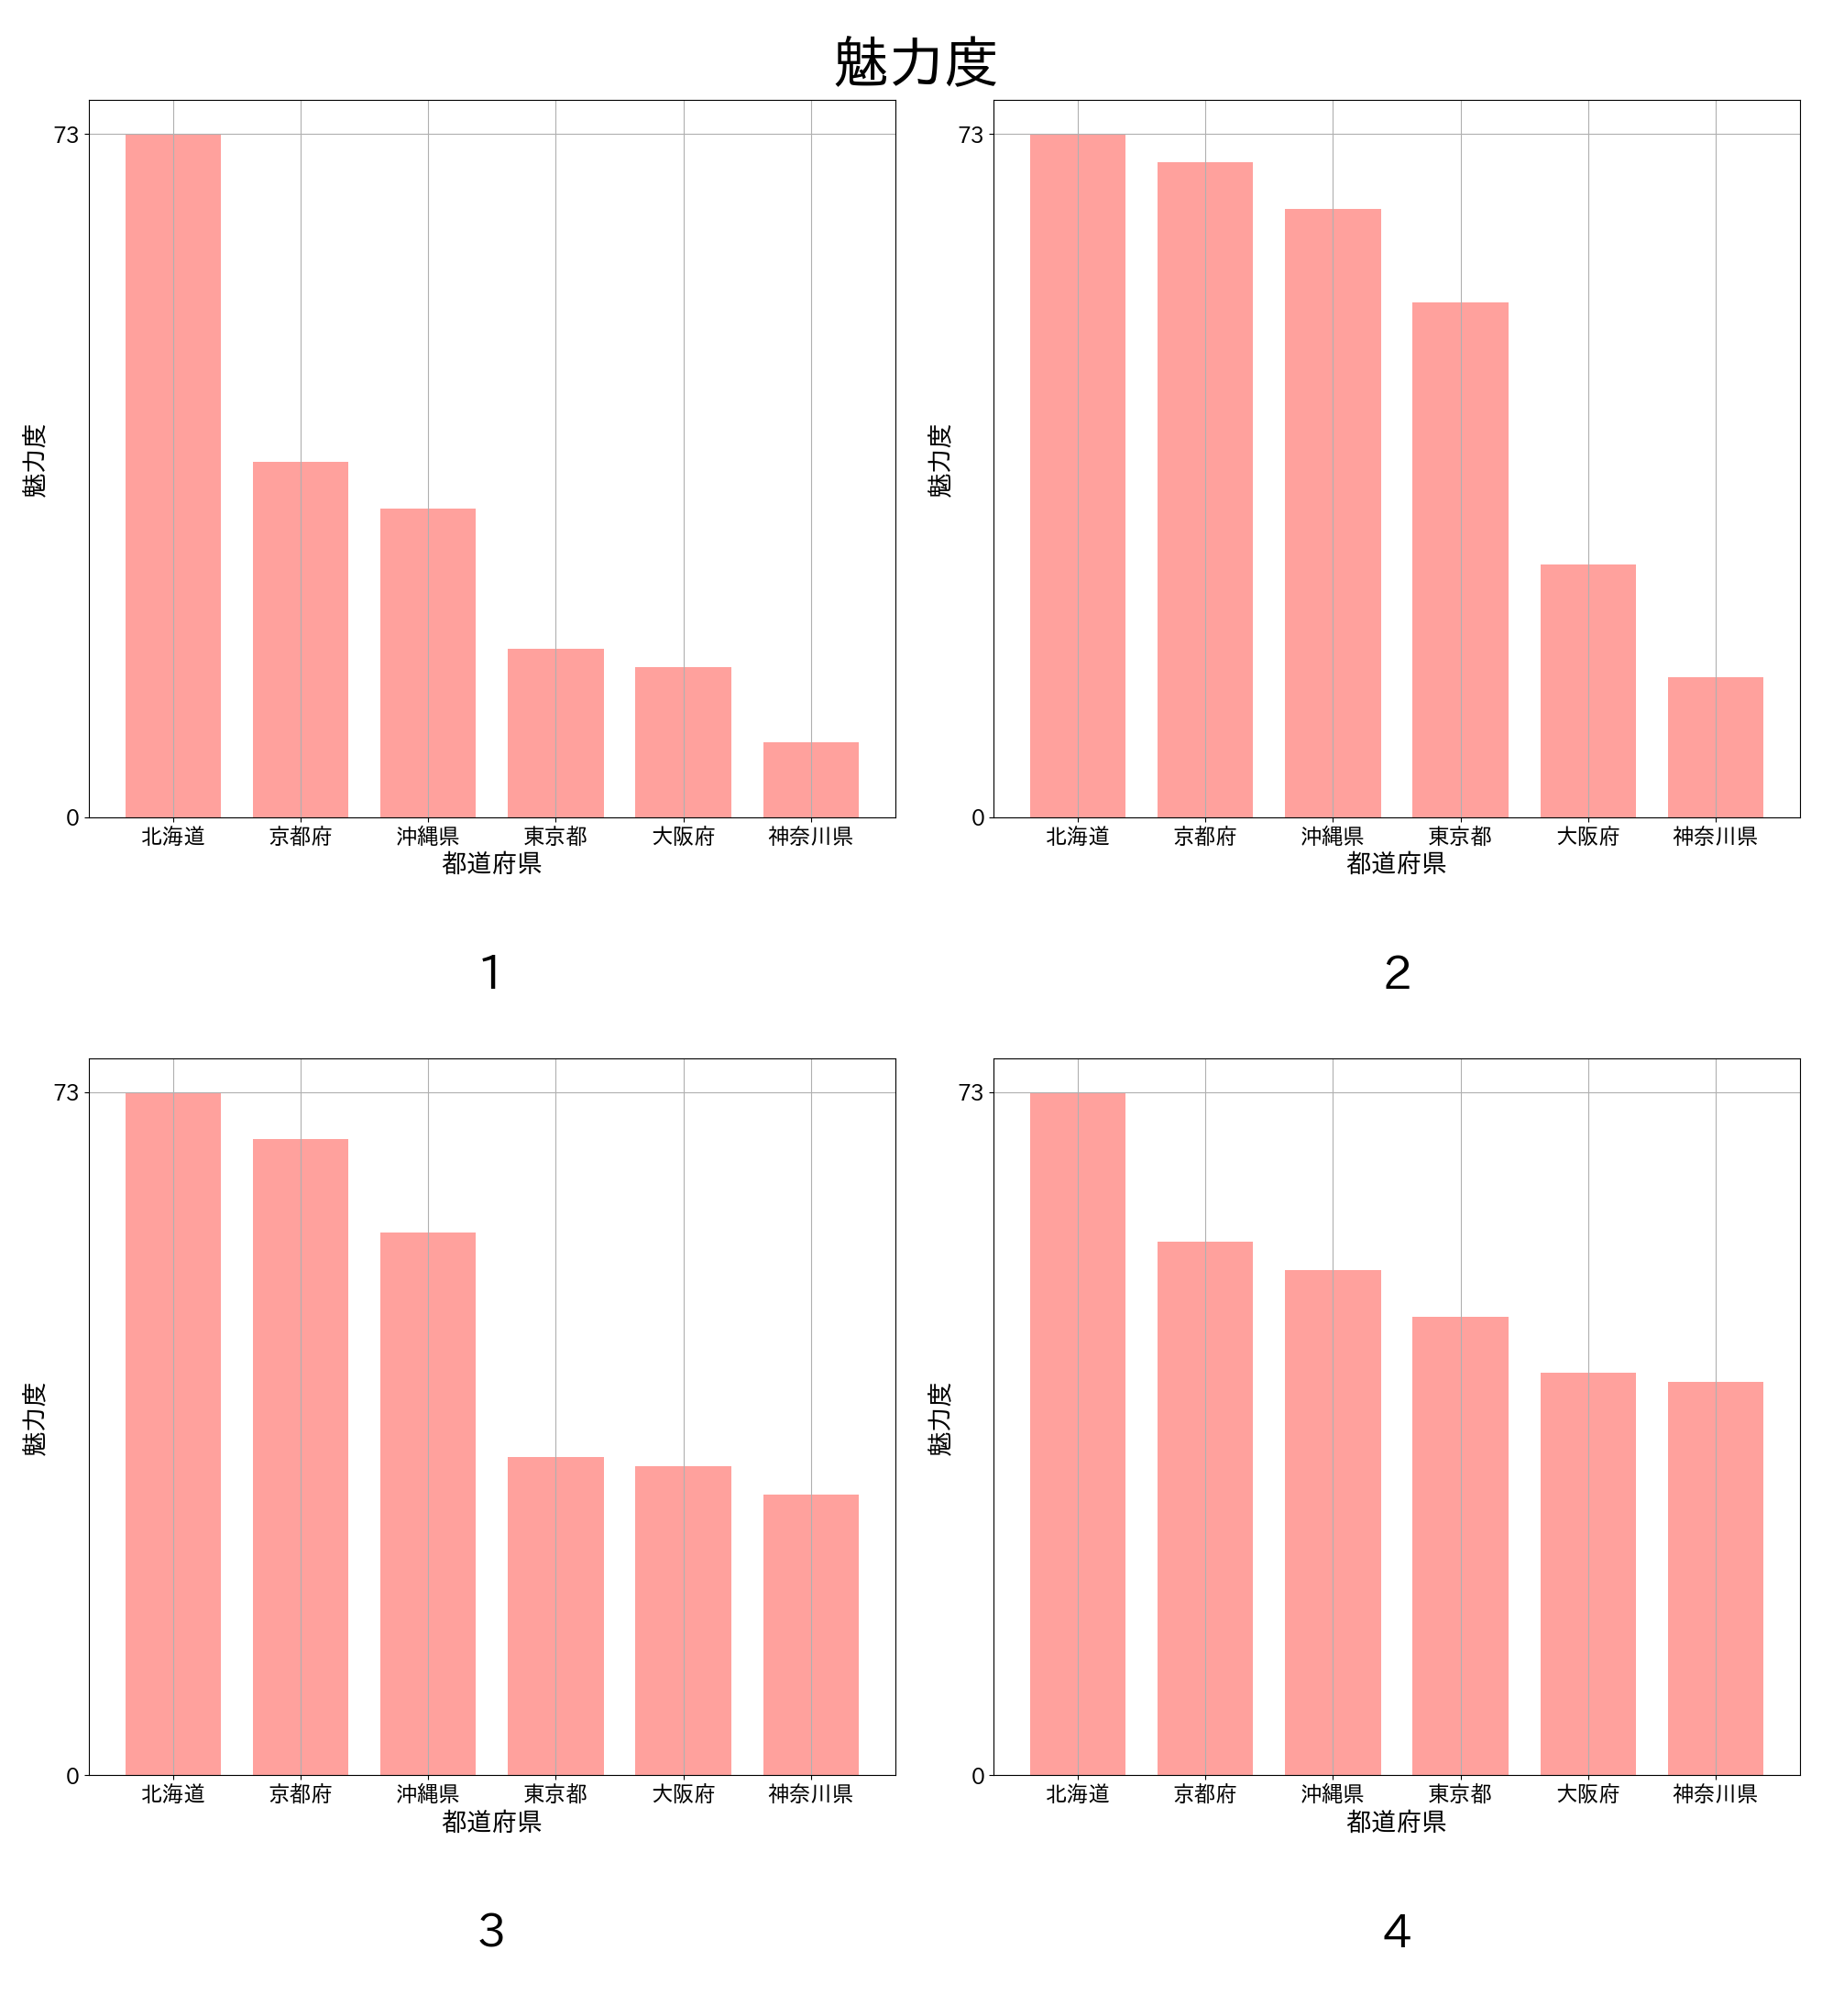 魅力度
73
0
魅力度
北海道 京都府 沖縄県 東京都 大阪府 神奈川県
都道府県
1
73
0
魅力度
北海道 京都府 沖縄県 東京都 大阪府 神奈川県
都道府県
2
73
0
魅力度
北海道 京都府 沖縄県 東京都 大阪府 神奈川県
都道府県
3
73
0
魅力度
北海道 京都府 沖縄県 東京都 大阪府 神奈川県
都道府県
4